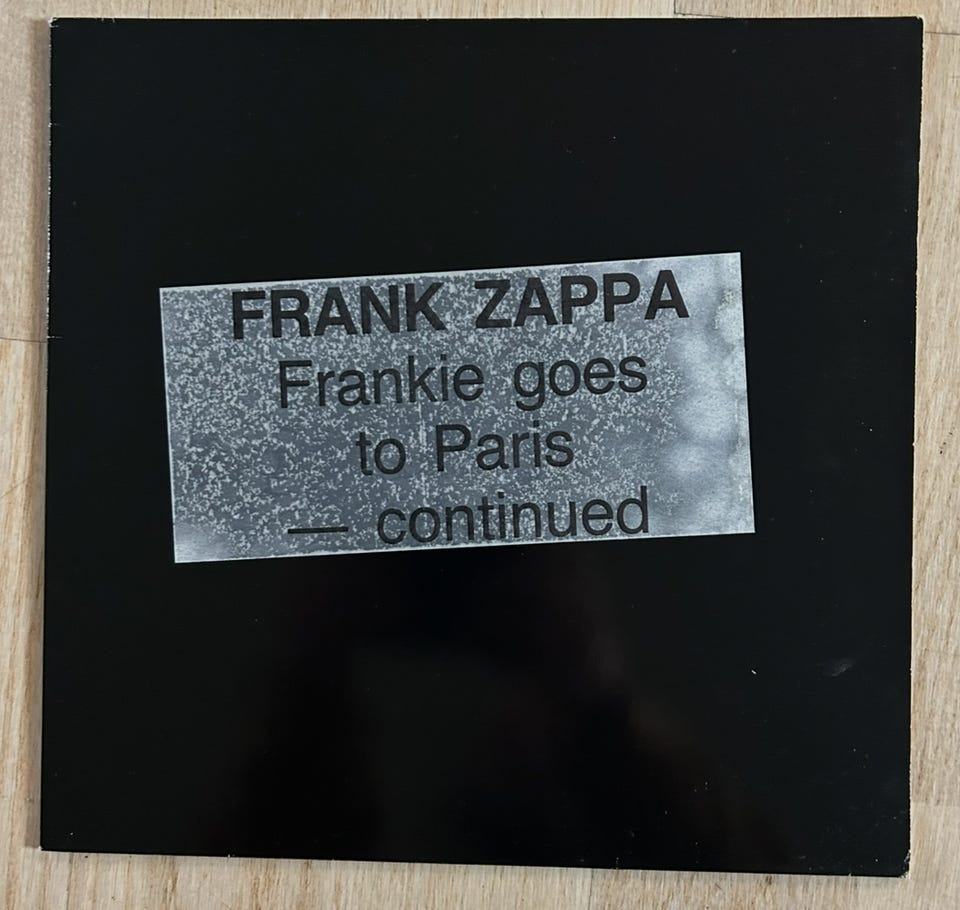 FRANK ZAPPA
Frankie goes
to Paris
— continued